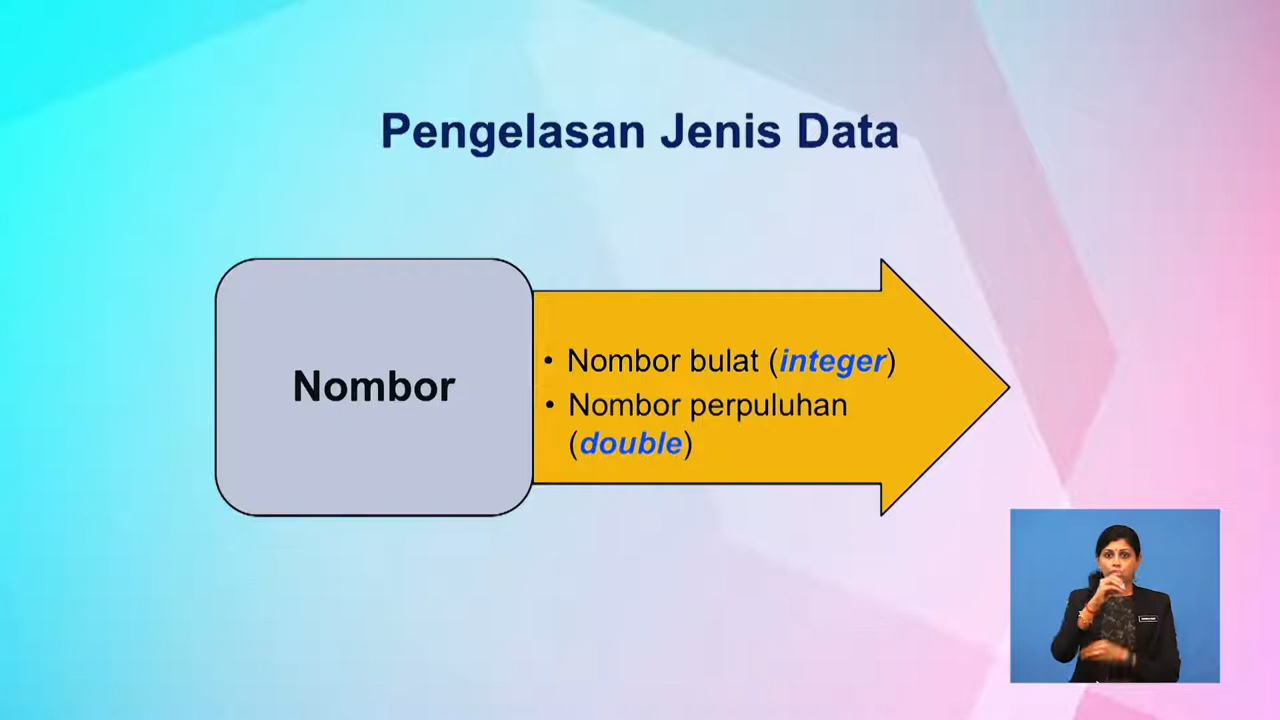 Pengelasan Jenis Data
Nombor
• Nombor bulat (integer)
• Nombor perpuluhan
(double)